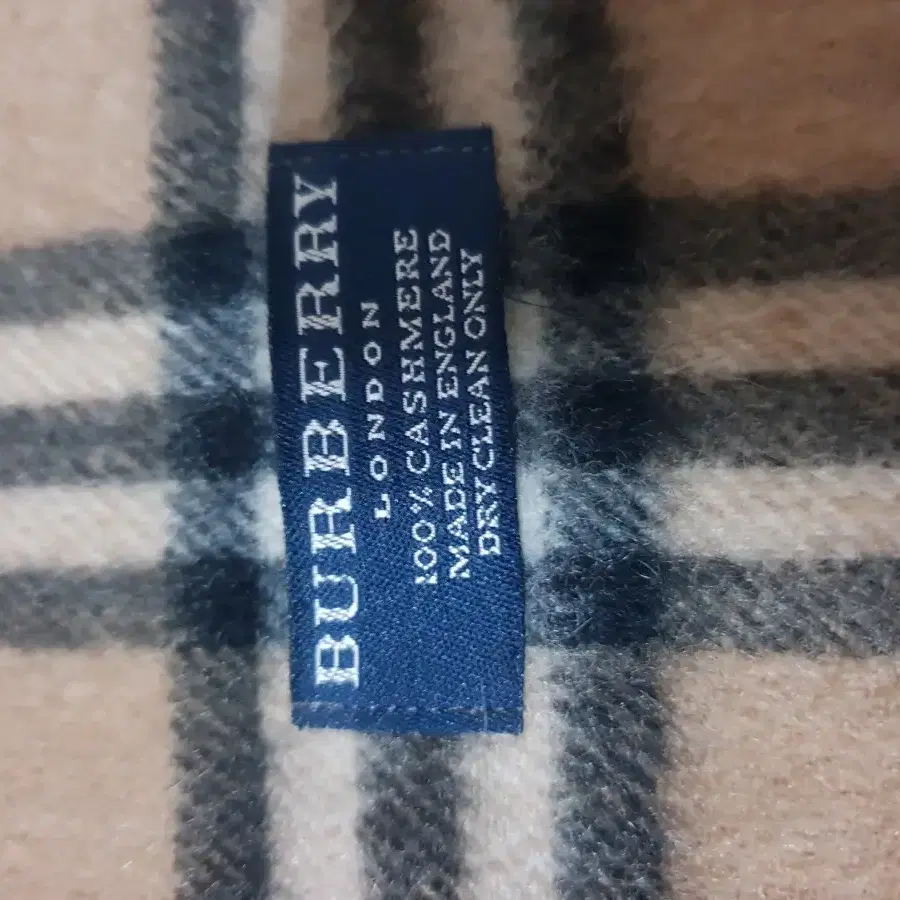 BURBERRY
LONDON
100% CASHMERE
MADE IN ENGLAND
DRY CLEAN ONLY